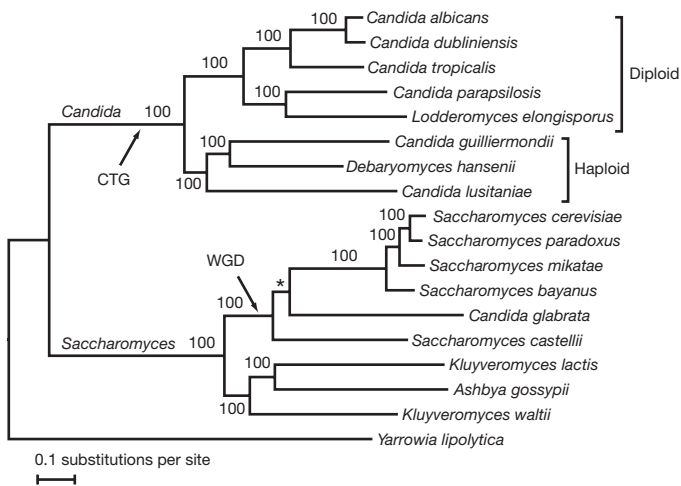 100
Candida albicans
100
Candida dubliniensis
100
Candida tropicalis
Diploid
100
Candida parapsilosis
Candida
100
Lodderomyces elongisporus
100
Candida guilliermondii
CTG
Debaryomyces hansenii
Haploid
100
Candida lusitaniae
100
Saccharomyces cerevisiae
100
Saccharomyces paradoxus
WGD
100
Saccharomyces mikatae
*
Saccharomyces bayanus
100
Candida glabrata
Saccharomyces
100
Saccharomyces castellii
100
Kluyveromyces lactis
Ashbya gossypii
100
Kluyveromyces waltii
Yarrowia lipolytica
0.1 substitutions per site